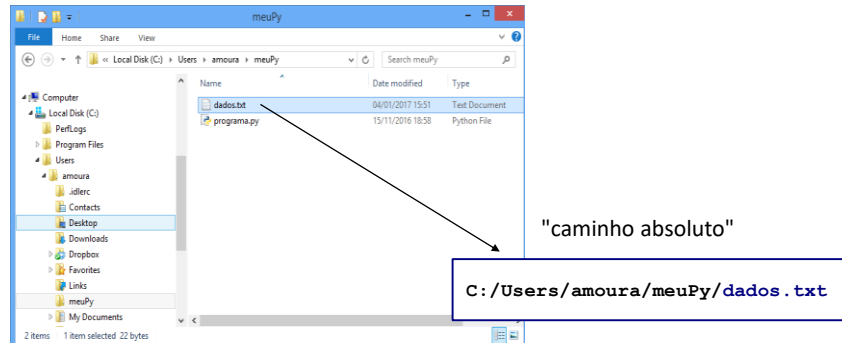 meuPy
File Home Share View
« Local Disk (C:) Users amoura meuPy
Search meuPy
Name Date modified Type
Computer
Local Disk (C:)
PerfLogs
Program Files
Users
amoura
.idlerc
Contacts
Desktop
Downloads
Dropbox
Favorites
Links
meuPy
My Documents
dados.txt 04/01/2017 15:51 Text Document
programa.py 15/11/2016 18:58 Python File
2 items 1 item selected 22 bytes
"caminho absoluto"
C:/Users/amoura/meuPy/dados.txt